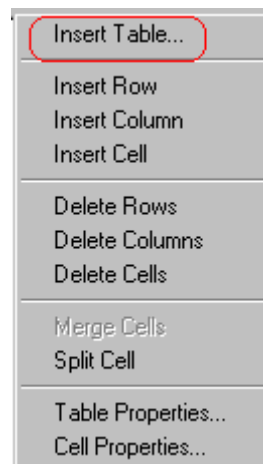 Insert Table...
Insert Row
Insert Column
Insert Cell
Delete Rows
Delete Columns
Delete Cells
Merge Cells
Split Cell
Table Properties...
Cell Properties...